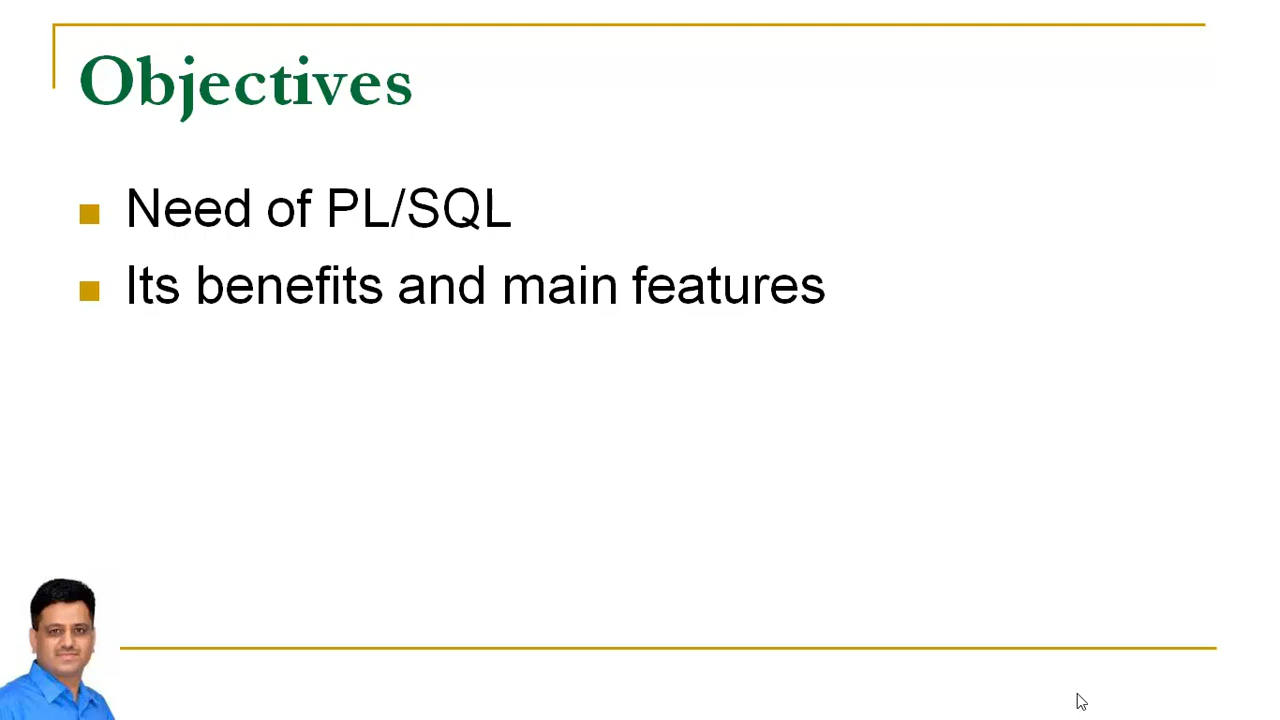 Objectives
Need of PL/SQL
Its benefits and main features